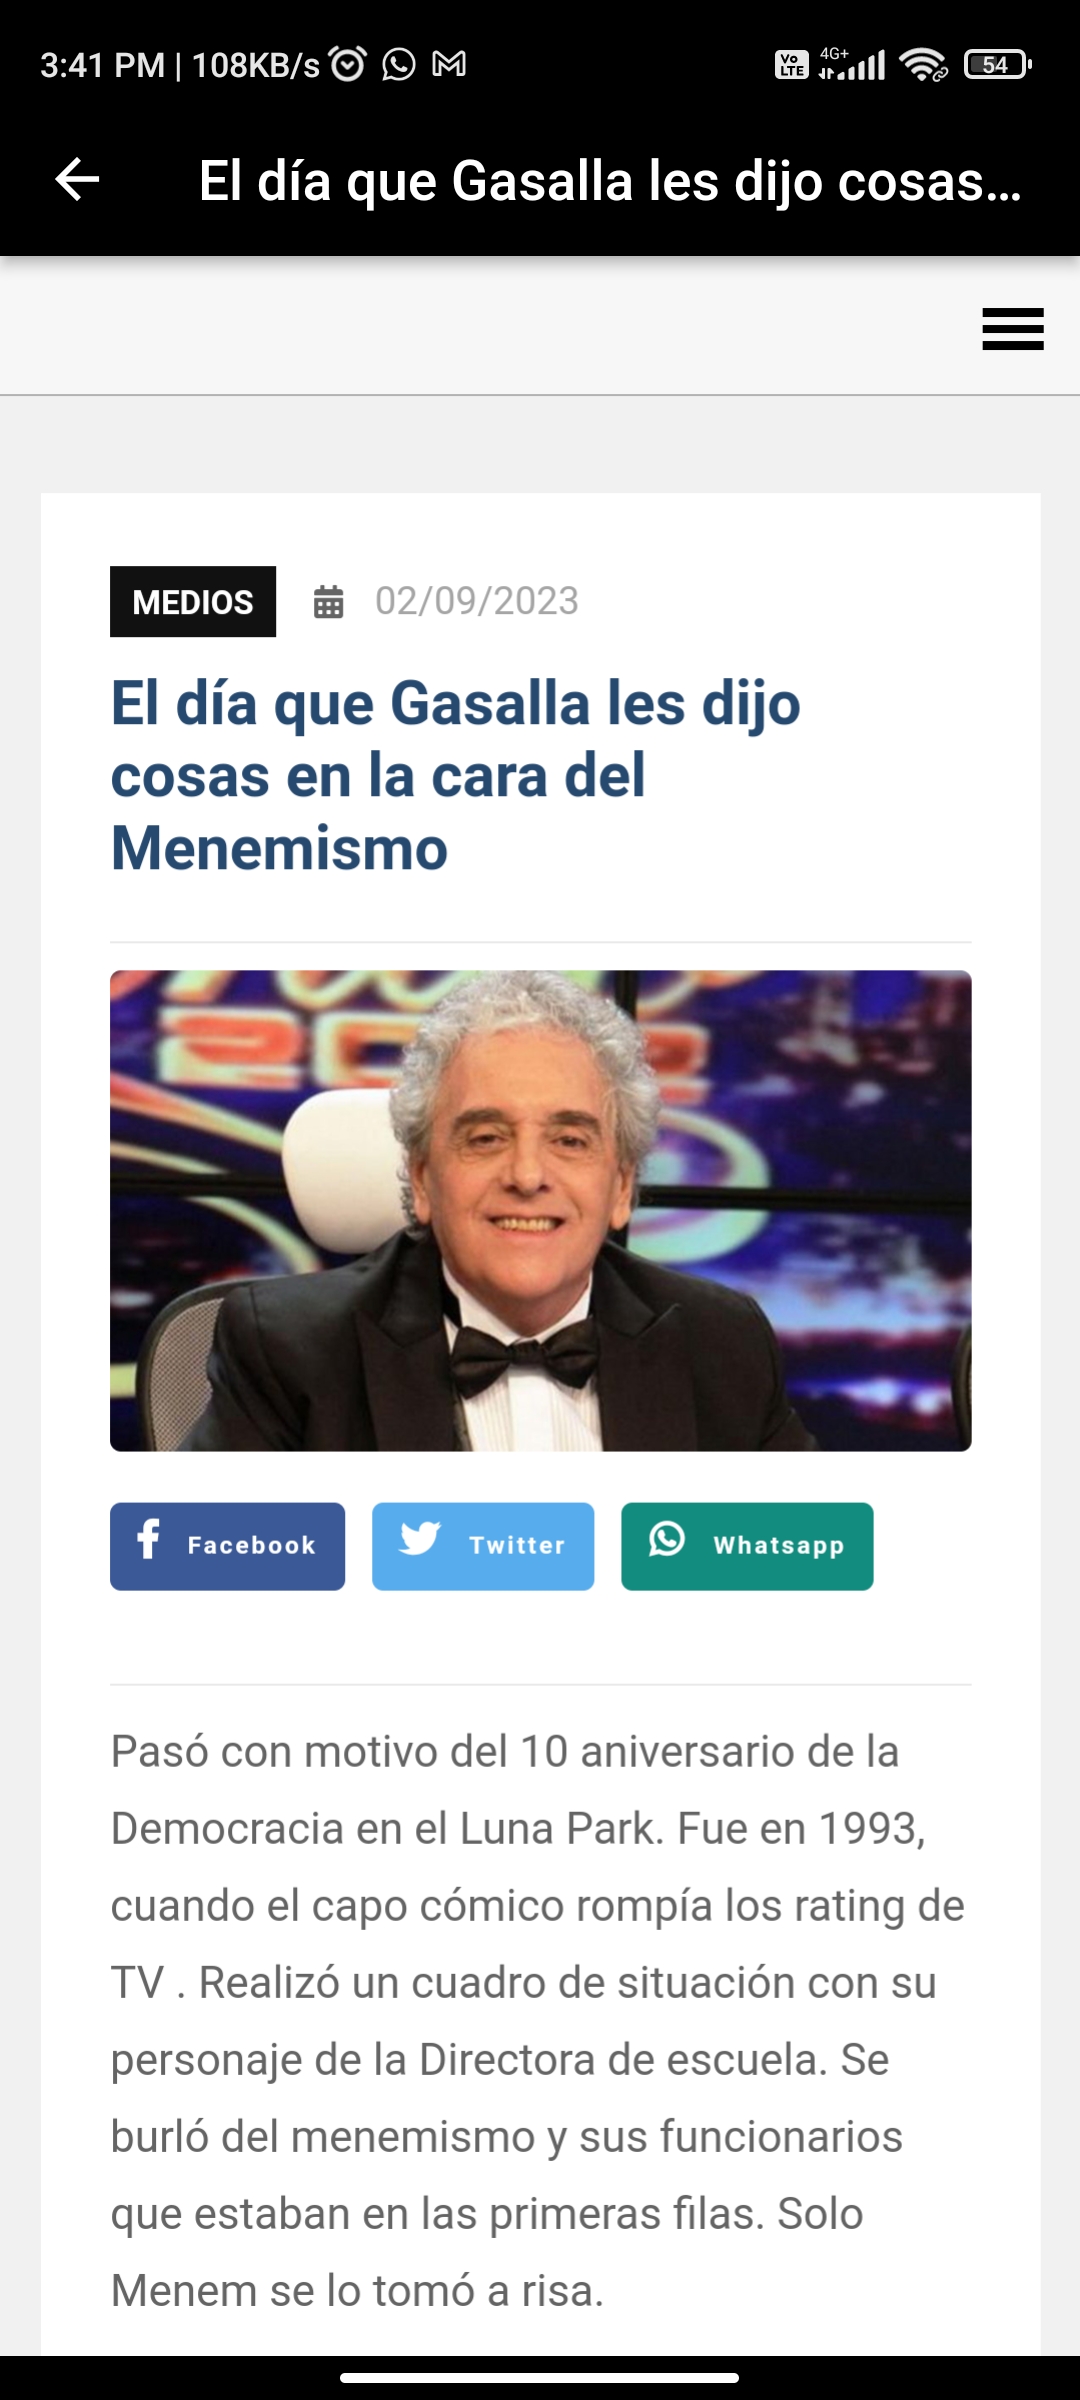 3:41 PM | 108KB/s
Vo LTE 4G+ 54
El día que Gasalla les dijo cosas...
MEDIOS 02/09/2023
El día que Gasalla les dijo
cosas en la cara del
Menemismo
Facebook Twitter Whatsapp
Pasó con motivo del 10 aniversario de la
Democracia en el Luna Park. Fue en 1993,
cuando el capo cómico rompía los rating de
TV . Realizó un cuadro de situación con su
personaje de la Directora de escuela. Se
burló del menemismo y sus funcionarios
que estaban en las primeras filas. Solo
Menem se lo tomó a risa.